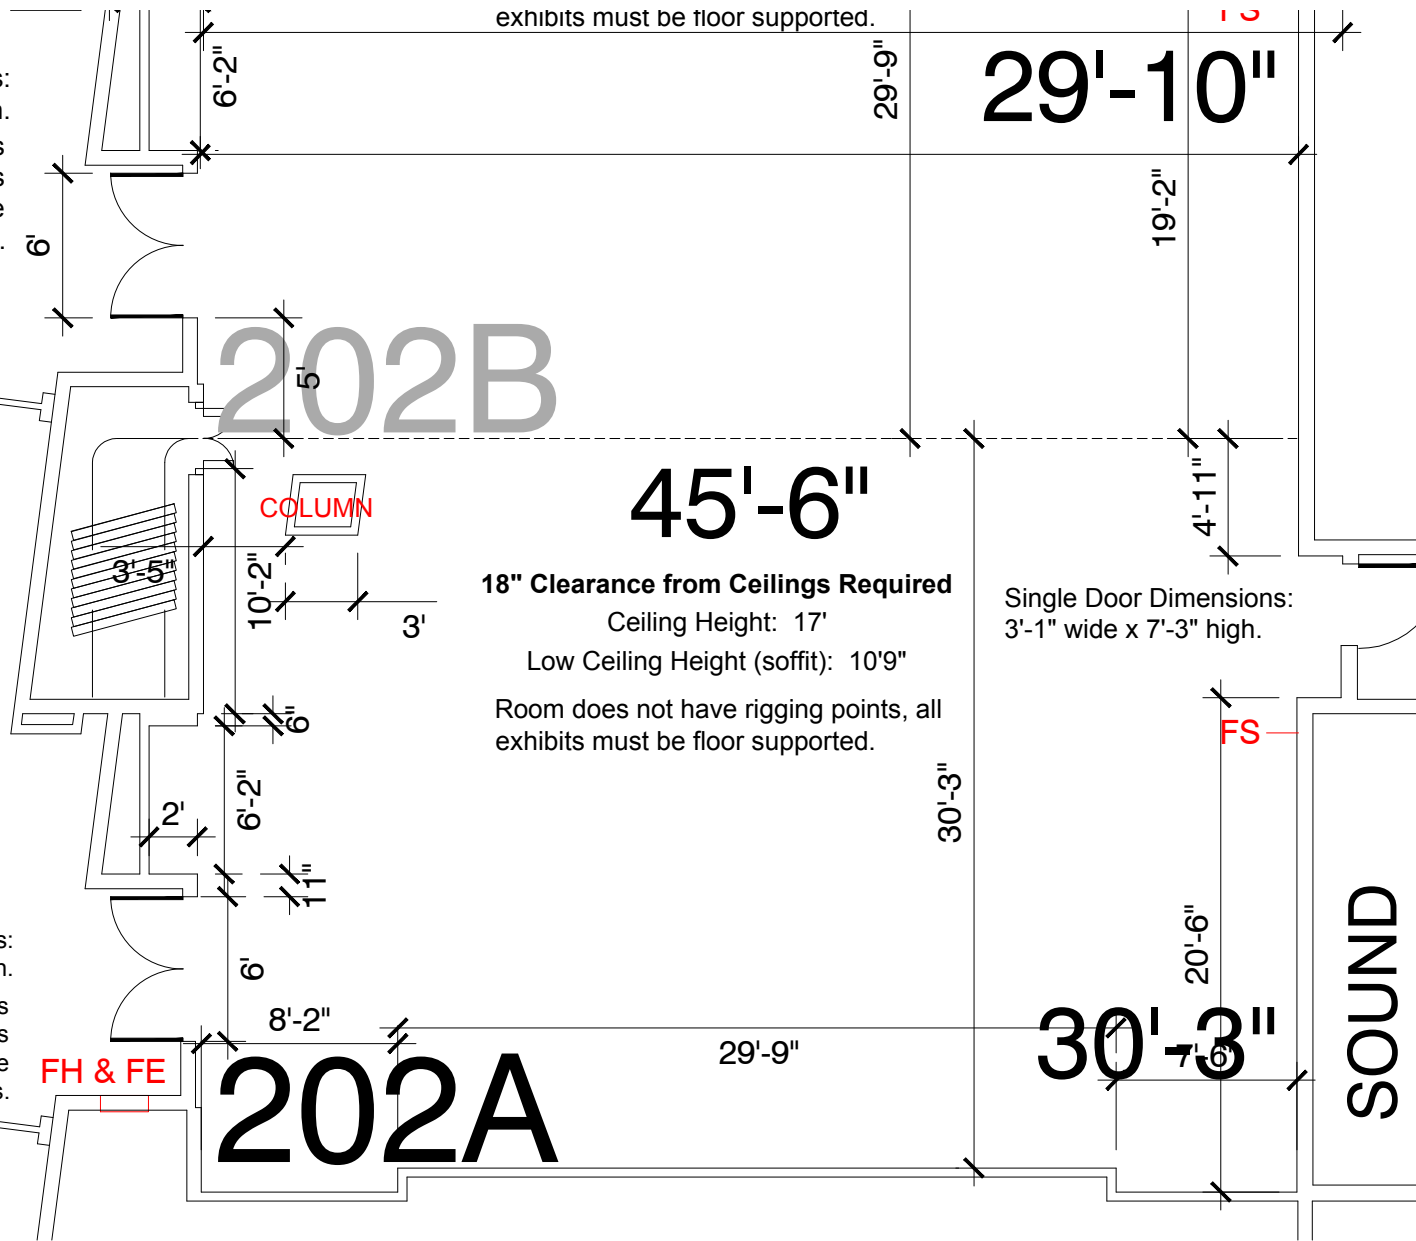 exhibits must be floor supported.
FS
6'-2"
29'-9"
29'-10"
s:
n.
s
s
e
.
19'-2"
6'
202B
5'
45'-6"
4'-11"
COLUMN
3'-5"
10'-2"
3'
18" Clearance from Ceilings Required
Ceiling Height: 17'
Low Ceiling Height (soffit): 10'9"
Single Door Dimensions:
3'-1" wide x 7'-3" high.
Room does not have rigging points, all
exhibits must be floor supported.
6"
FS
6'-2"
2'
30'-3"
11"
20'-6"
SOUND
s:
n.
s
s
e
s.
6'
8'-2"
29'-9"
30'-3"
7'-6"
FH & FE
202A